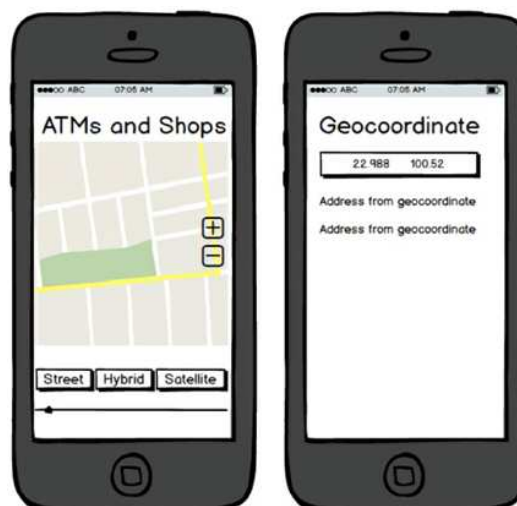 ●●●○○ ABC 07:05 AM
ATMs and Shops
+
−
Street Hybrid Satellite
●●●○○ ABC 07:05 AM
Geocoordinate
22.988 100.52
Address from geocoordinate
Address from geocoordinate